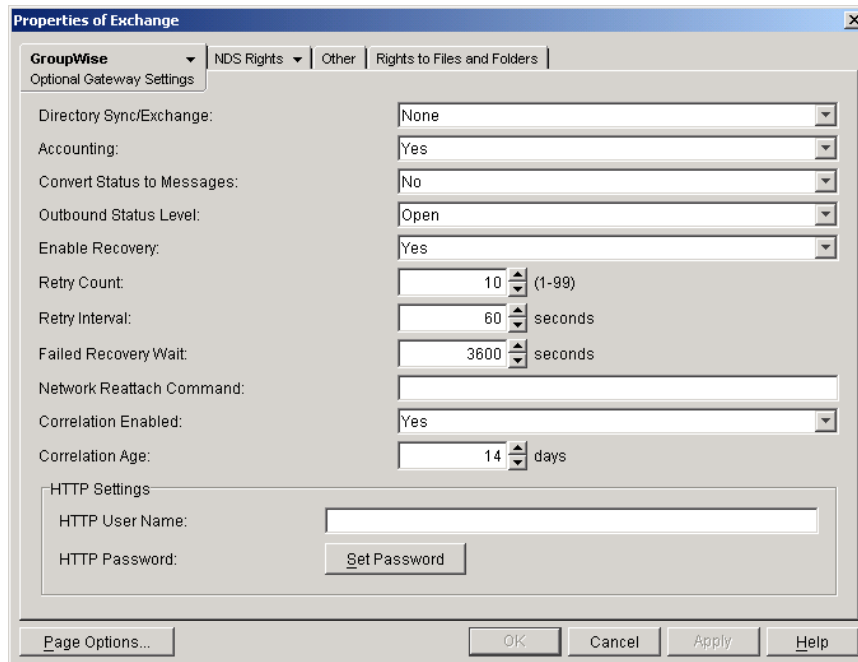 Properties of Exchange
GroupWise NDS Rights Other Rights to Files and Folders
Optional Gateway Settings
Directory Sync/Exchange: None
Accounting: Yes
Convert Status to Messages: No
Outbound Status Level: Open
Enable Recovery: Yes
Retry Count: 10 (1-99)
Retry Interval: 60 seconds
Failed Recovery Wait: 3600 seconds
Network Reattach Command:
Correlation Enabled: Yes
Correlation Age: 14 days
HTTP Settings
HTTP User Name:
HTTP Password: Set Password
Page Options... OK Cancel Apply Help